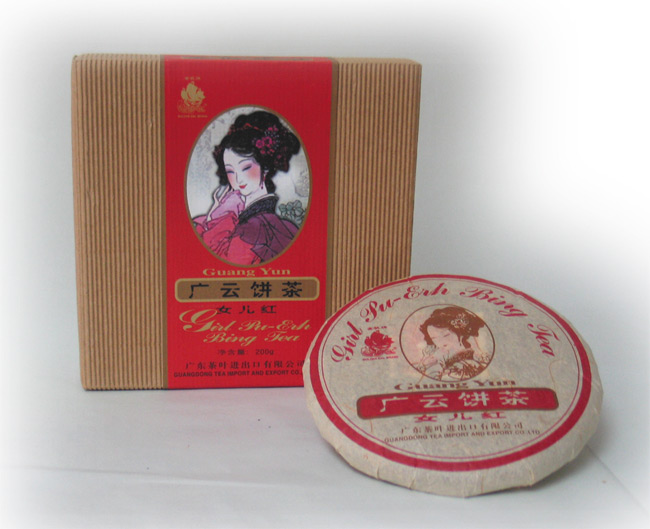 Guang Yun
广云饼茶
女儿红
Girl Pu-Erh
Bing Tea
净含量: 200g
广东茶叶进出口有限公司
GUANGDONG TEA IMPORT AND EXPORT CO.,LTD
Girl Pu-Erh Bing Tea
Guang Yun
广云饼茶
女儿红
广东茶叶进出口有限公司
GUANGDONG TEA IMPORT AND EXPORT CO.,LTD